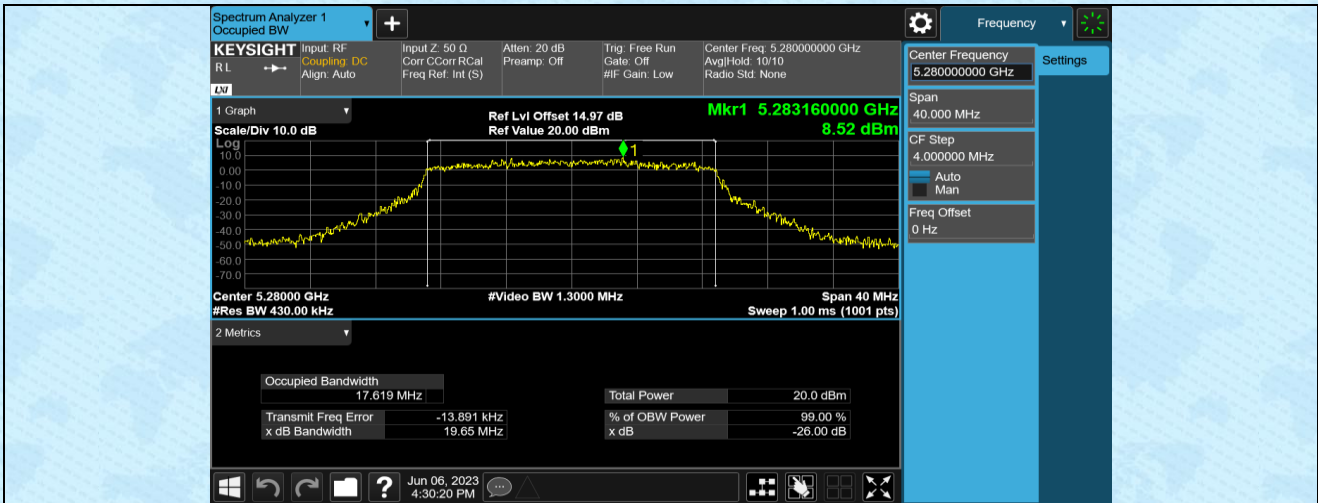 Spectrum Analyzer 1
Occupied BW
Frequency
KEYSIGHT
RL
LXI
Input: RF
Coupling: DC
Align: Auto
Input Z: 50 Ω
Corr CCorr RCal
Freq Ref: Int (S)
Atten: 20 dB
Preamp: Off
Trig: Free Run
Gate: Off
#IF Gain: Low
Center Freq: 5.280000000 GHz
Avg|Hold: 10/10
Radio Std: None
Center Frequency
5.280000000 GHz
Settings
Span
40.000 MHz
CF Step
4.000000 MHz
Auto
Man
Freq Offset
0 Hz
1 Graph
Scale/Div 10.0 dB
Ref Lvl Offset 14.97 dB
Ref Value 20.00 dBm
Mkr1 5.283160000 GHz
8.52 dBm
Log
10.0
0.00
-10.0
-20.0
-30.0
-40.0
-50.0
-60.0
-70.0
1
Center 5.28000 GHz
#Video BW 1.3000 MHz
Span 40 MHz
#Res BW 430.00 kHz
Sweep 1.00 ms (1001 pts)
2 Metrics
Occupied Bandwidth
17.619 MHz
Total Power 20.0 dBm
Transmit Freq Error -13.891 kHz
% of OBW Power 99.00 %
x dB Bandwidth 19.65 MHz
x dB -26.00 dB
?
Jun 06, 2023
4:30:20 PM